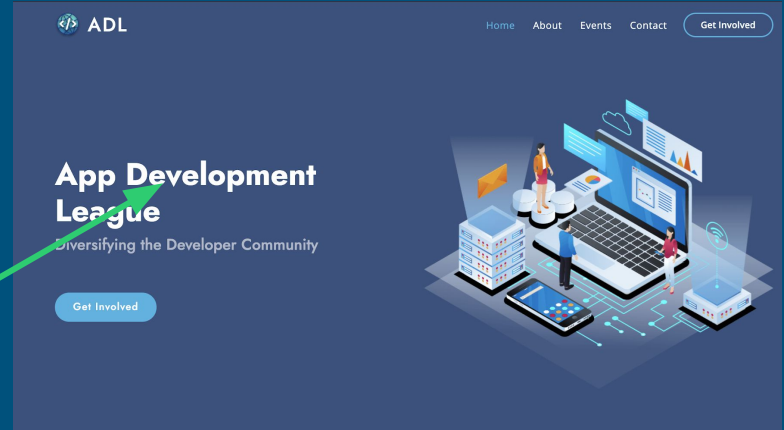 ADL
Home About Events Contact Get Involved
App Development
League
Diversifying the Developer Community
Get Involved